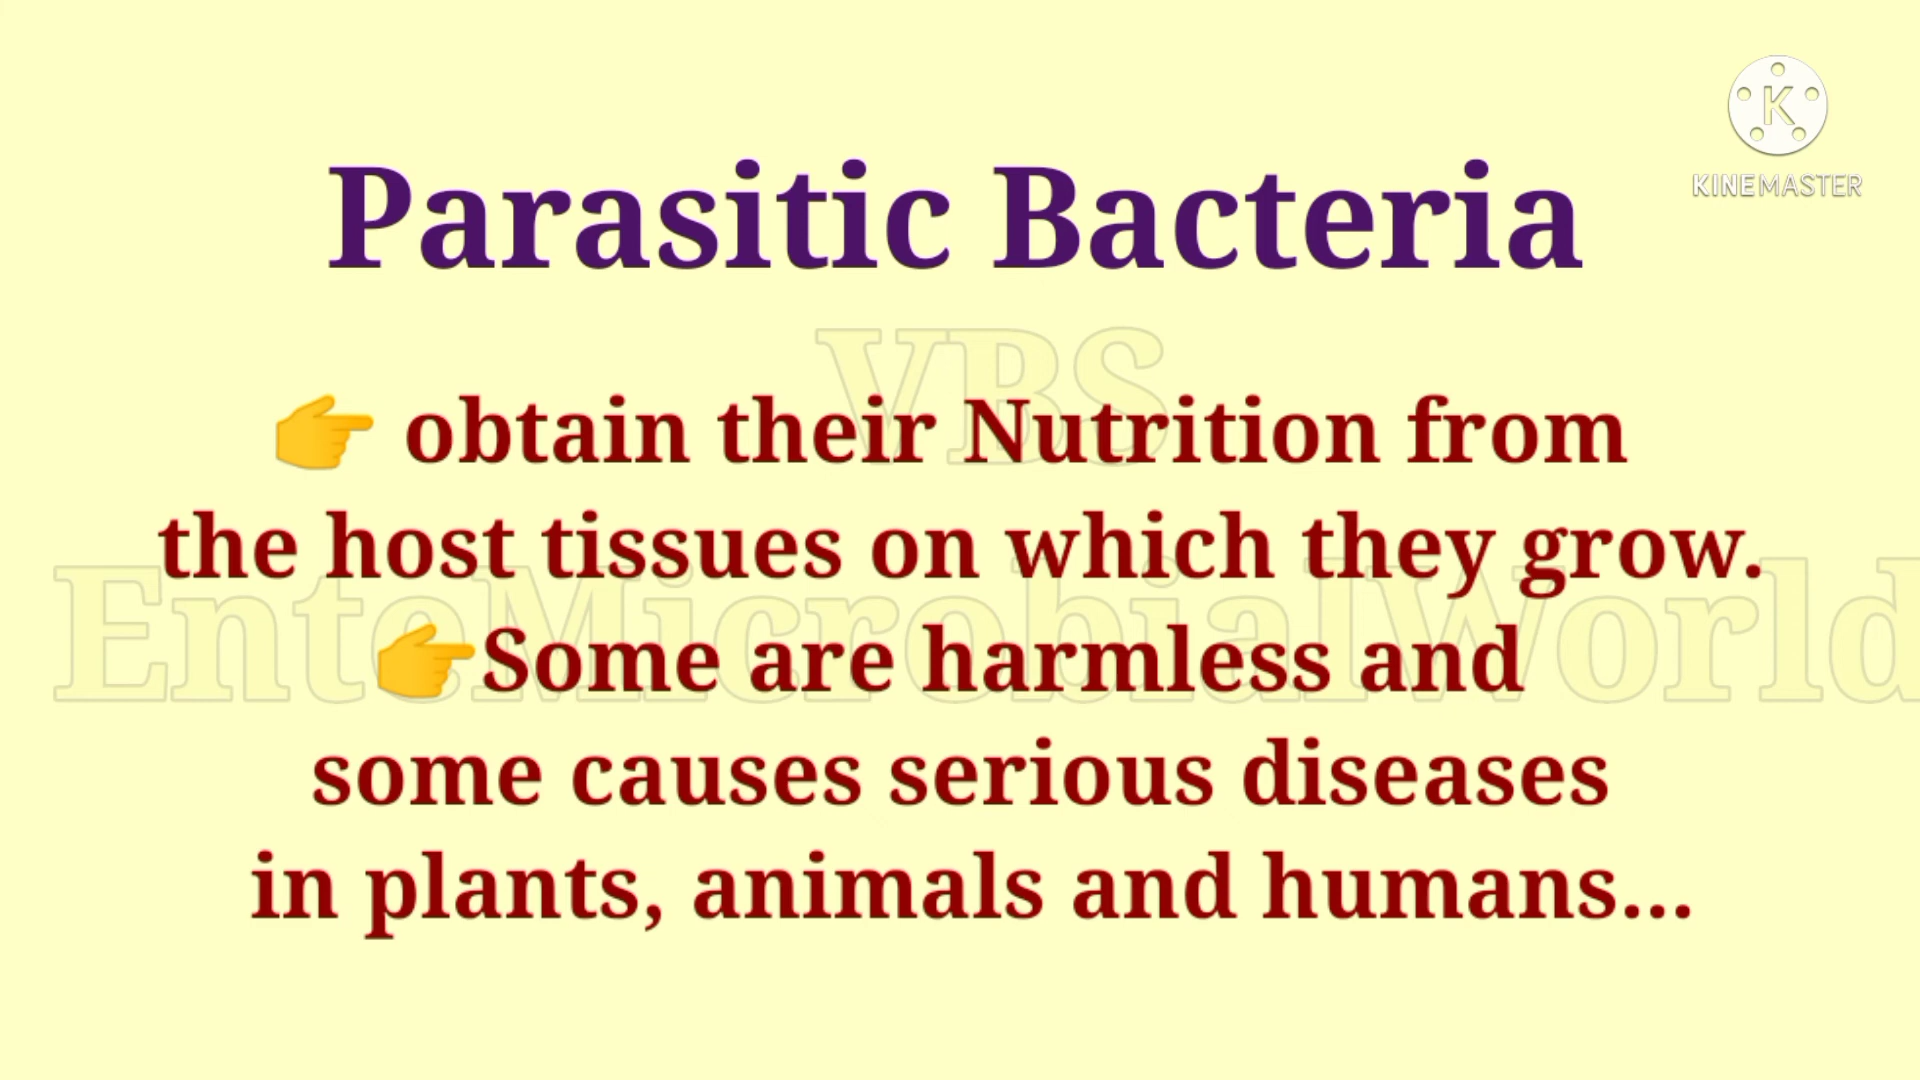 K
KINEMASTER
Parasitic Bacteria
VBS
👉 obtain their Nutrition from
the host tissues on which they grow.
EnteMicrobialWorld
👉Some are harmless and
some causes serious diseases
in plants, animals and humans...